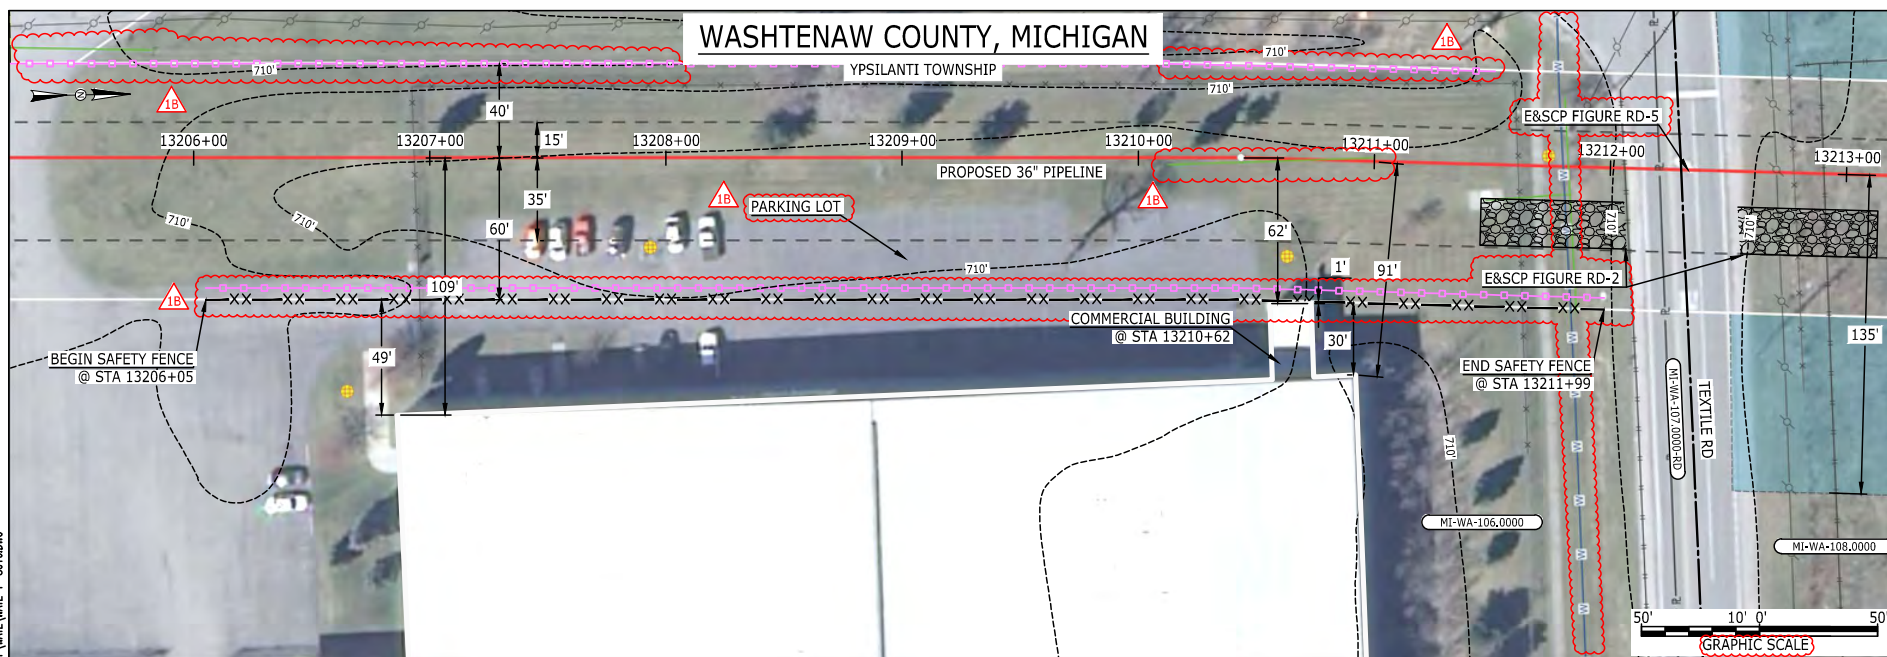 WASHTENAW COUNTY, MICHIGAN
YPSILANTI TOWNSHIP
710'
710'
710'
710'
1B
1B
N
40'
15'
13206+00
13207+00
13208+00
13209+00
13210+00
13211+00
13212+00
13213+00
E&SCP FIGURE RD-5
PROPOSED 36" PIPELINE
35'
60'
62'
1B
1B
PARKING LOT
710'
710'
710'
710'
710'
109'
1'
91'
E&SCP FIGURE RD-2
1B
BEGIN SAFETY FENCE
@ STA 13206+05
49'
COMMERCIAL BUILDING
@ STA 13210+62
30'
END SAFETY FENCE
@ STA 13211+99
135'
MI-WA-107.0000-RD
TEXTILE RD
710'
MI-WA-106.0000
MI-WA-108.0000
50'
10'
0'
50'
GRAPHIC SCALE